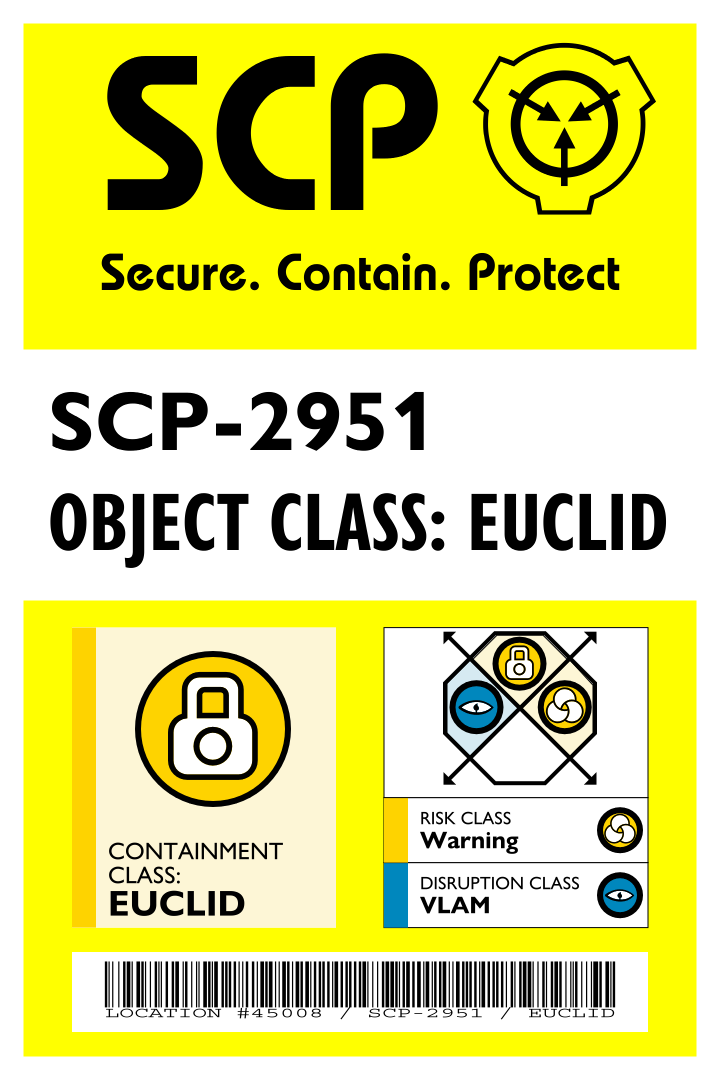 SCP
Secure. Contain. Protect
SCP-2951
OBJECT CLASS: EUCLID
CONTAINMENT
CLASS:
EUCLID
RISK CLASS
Warning
DISRUPTION CLASS
VLAM
LOCATION #45008 / SCP-2951 / EUCLID